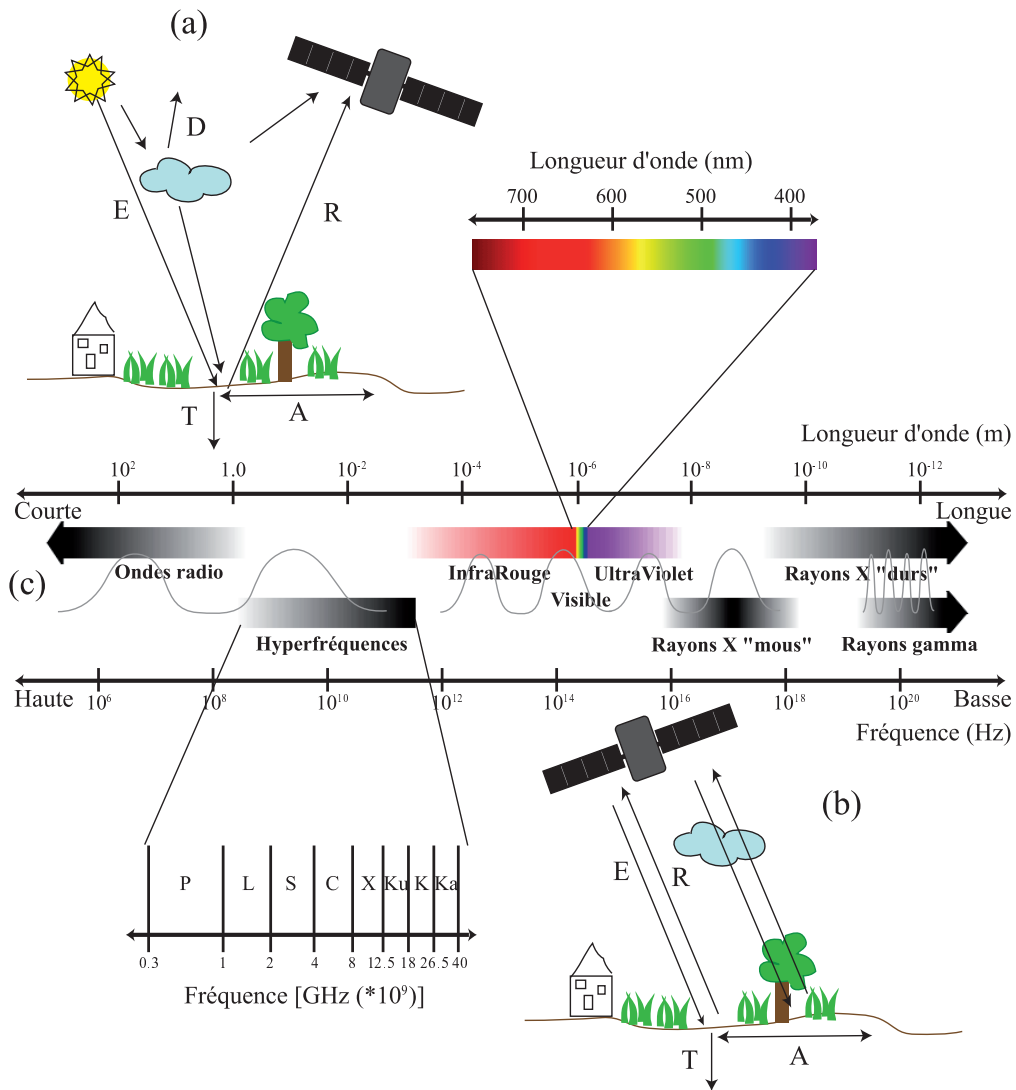 (a)
D
E
R
T
A
Longueur d'onde (nm)
700 600 500 400
Longueur d'onde (m)
10² 1.0 10⁻² 10⁻⁴ 10⁻⁶ 10⁻⁸ 10⁻¹⁰ 10⁻¹²
Courte Longue
Ondes radio InfraRouge UltraViolet Rayons X "durs"
Visible
(c)
Hyperfréquences Rayons X "mous" Rayons gamma
Haute Basse
10⁶ 10⁸ 10¹⁰ 10¹² 10¹⁴ 10¹⁶ 10¹⁸ 10²⁰
Fréquence (Hz)
P L S C X Ku K Ka
0.3 1 2 4 8 12.5 18 26.5 40
Fréquence [GHz (*10⁹)]
(b)
E
R
T
A